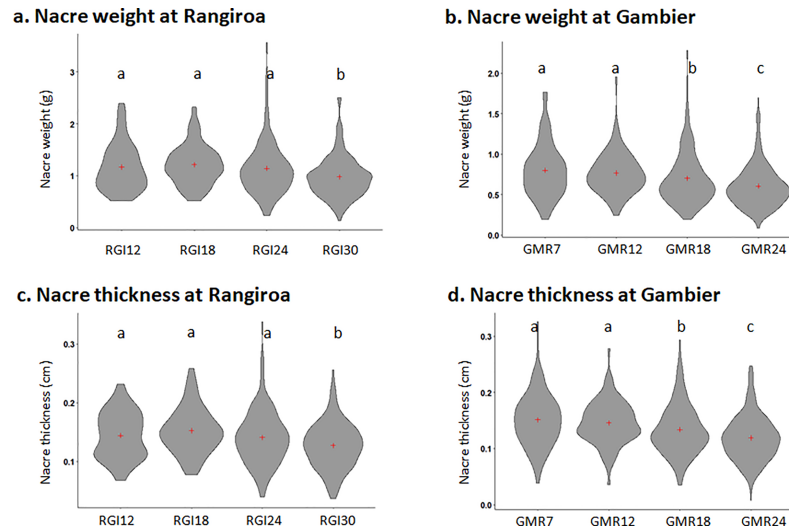 a. Nacre weight at Rangiroa
Nacre weight (g)
3
2
1
0
a a a b
RGI12 RGI18 RGI24 RGI30
b. Nacre weight at Gambier
Nacre weight (g)
2.0
1.5
1.0
0.5
0.0
a a b c
GMR7 GMR12 GMR18 GMR24
c. Nacre thickness at Rangiroa
Nacre thickness (cm)
0.3
0.2
0.1
a a a b
RGI12 RGI18 RGI24 RGI30
d. Nacre thickness at Gambier
Nacre thickness (cm)
0.3
0.2
0.1
0.0
a a b c
GMR7 GMR12 GMR18 GMR24